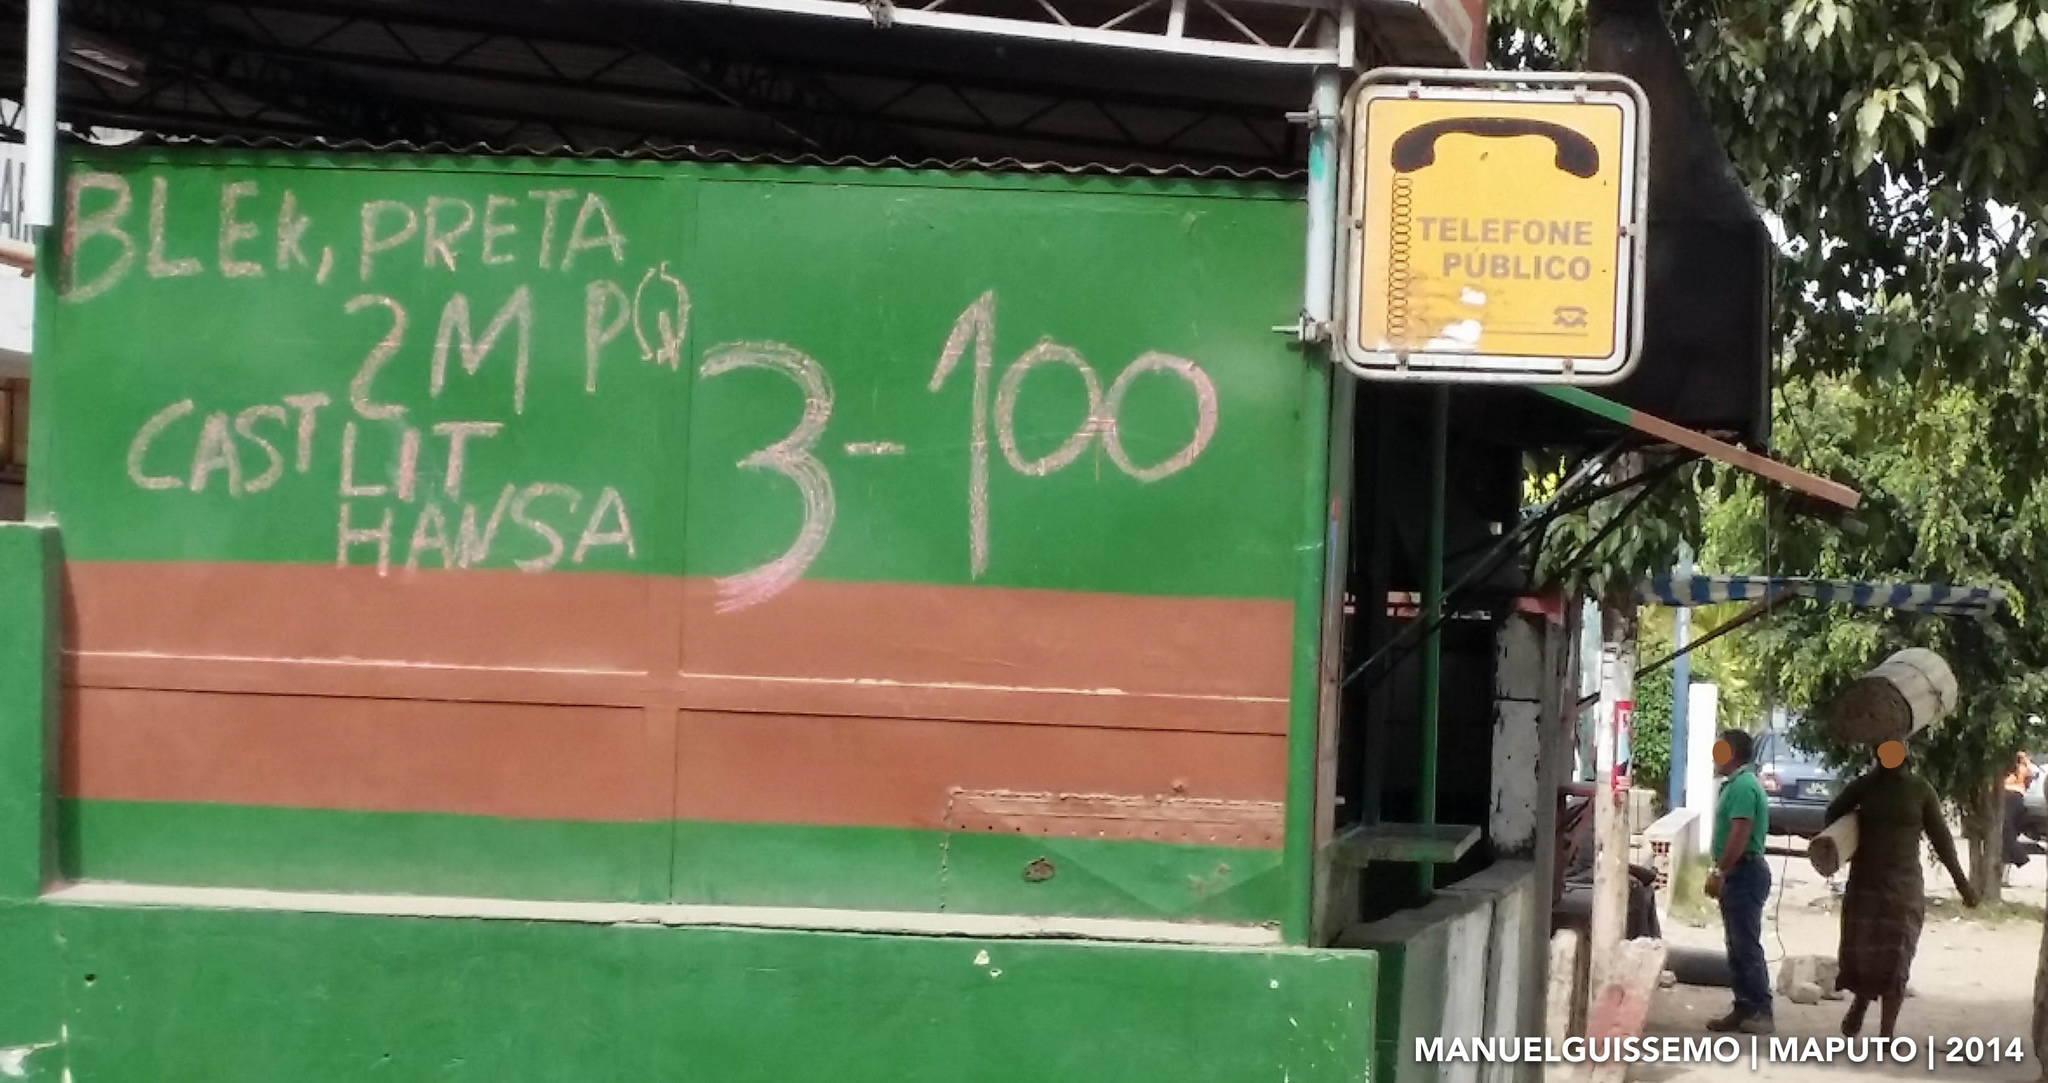 BLEK, PRETA
2M PQ
3-100
CAST LIT
HANSA
TELEFONE
PÚBLICO
MANUELGUISSEMO | MAPUTO | 2014